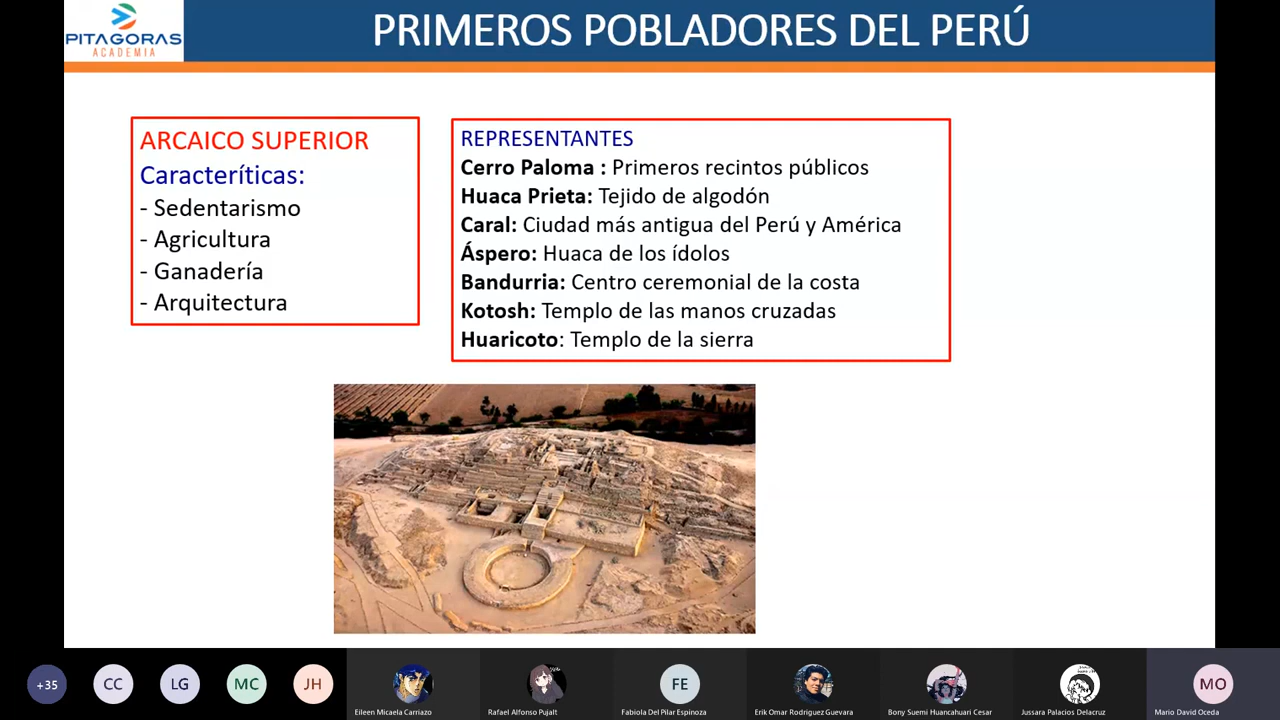 PITAGORAS
ACADEMIA
PRIMEROS POBLADORES DEL PERÚ
ARCAICO SUPERIOR
Caracteríticas:
- Sedentarismo
- Agricultura
- Ganadería
- Arquitectura
REPRESENTANTES
Cerro Paloma : Primeros recintos públicos
Huaca Prieta: Tejido de algodón
Caral: Ciudad más antigua del Perú y América
Áspero: Huaca de los ídolos
Bandurria: Centro ceremonial de la costa
Kotosh: Templo de las manos cruzadas
Huaricoto: Templo de la sierra
+35
CC
LG
MC
JH
FE
MO
Eileen Micaela Carriazo
Rafael Alfonso Pujalt
Fabiola Del Pilar Espinoza
Erik Omar Rodriguez Guevara
Bony Suemi Huancahuari Cesar
Jussara Palacios Delacruz
Mario David Oceda